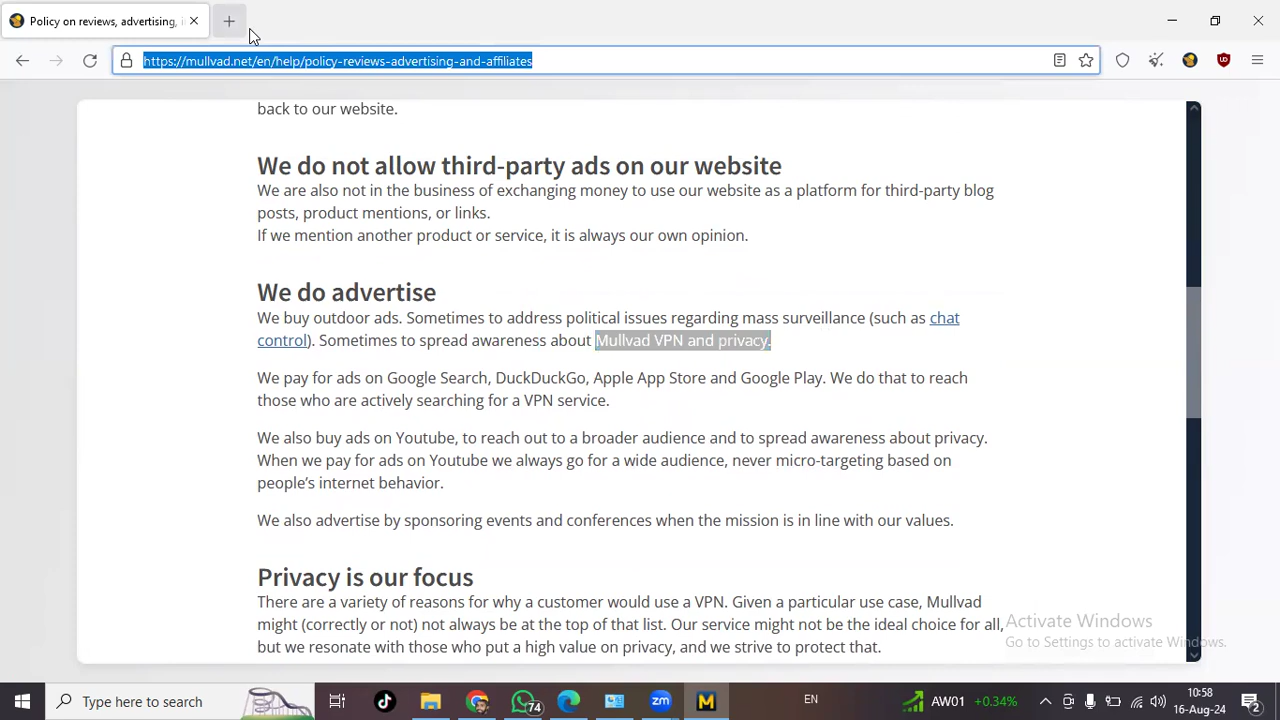 Policy on reviews, advertising, i
https://mullvad.net/en/help/policy-reviews-advertising-and-affiliates
back to our website.
We do not allow third-party ads on our website
We are also not in the business of exchanging money to use our website as a platform for third-party blog
posts, product mentions, or links.
If we mention another product or service, it is always our own opinion.
We do advertise
We buy outdoor ads. Sometimes to address political issues regarding mass surveillance (such as chat
control). Sometimes to spread awareness about Mullvad VPN and privacy.
We pay for ads on Google Search, DuckDuckGo, Apple App Store and Google Play. We do that to reach
those who are actively searching for a VPN service.
We also buy ads on Youtube, to reach out to a broader audience and to spread awareness about privacy.
When we pay for ads on Youtube we always go for a wide audience, never micro-targeting based on
people's internet behavior.
We also advertise by sponsoring events and conferences when the mission is in line with our values.
Privacy is our focus
There are a variety of reasons for why a customer would use a VPN. Given a particular use case, Mullvad
might (correctly or not) not always be at the top of that list. Our service might not be the ideal choice for all,
but we resonate with those who put a high value on privacy, and we strive to protect that.
Activate Windows
Go to Settings to activate Windows.
Type here to search
74
zm
M
EN
AW01 +0.34%
10:58
16-Aug-24
2